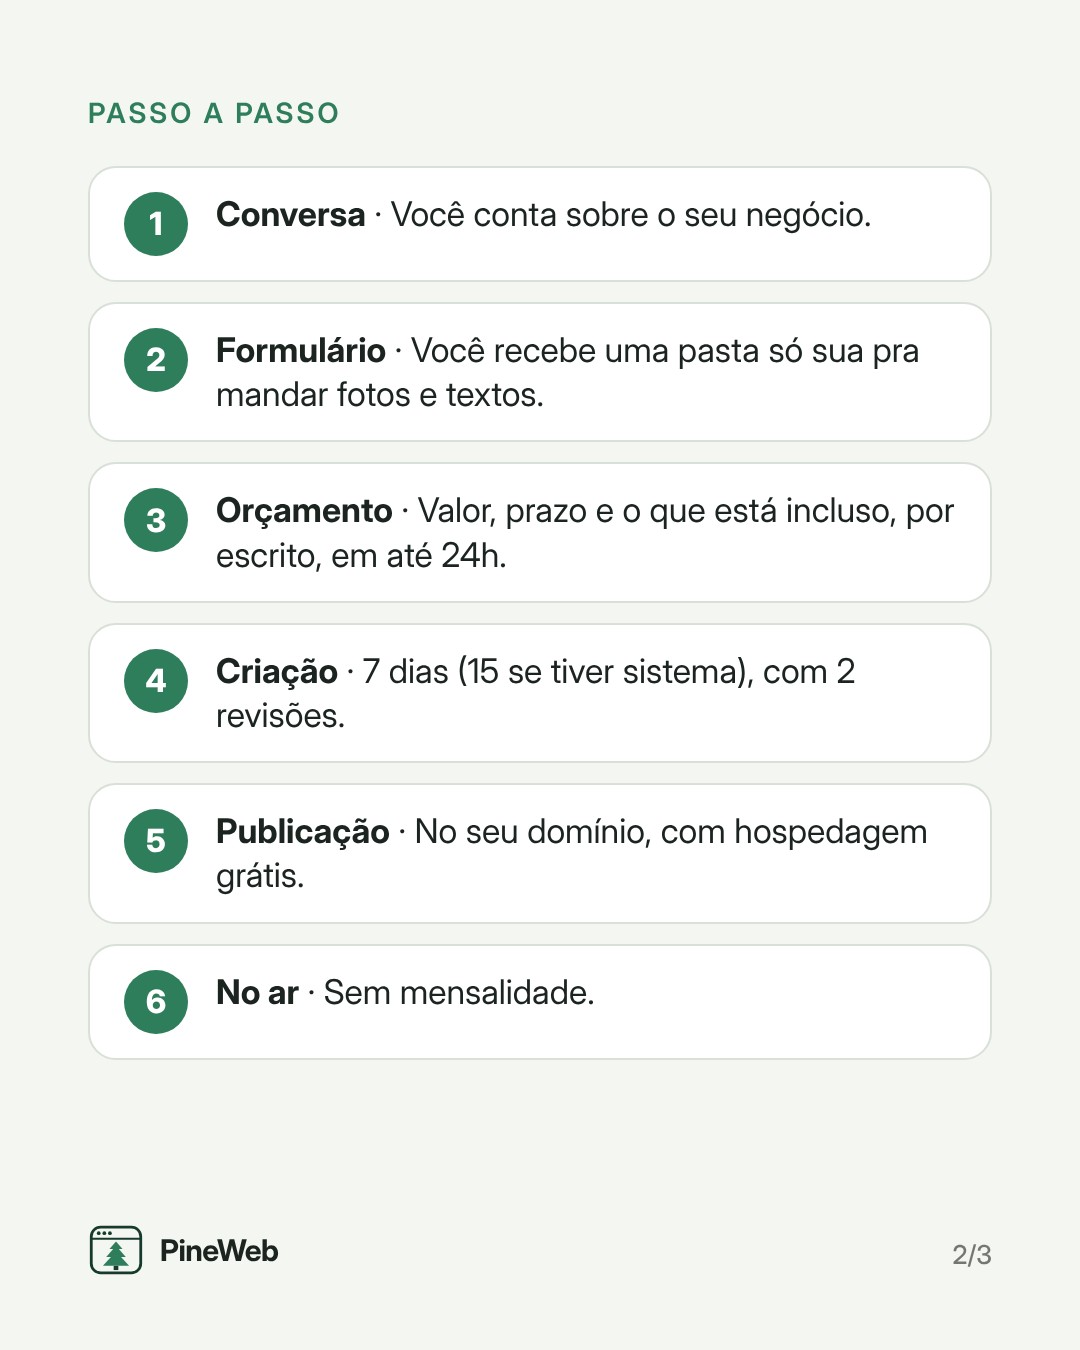 PASSO A PASSO
1
Conversa · Você conta sobre o seu negócio.
2
Formulário · Você recebe uma pasta só sua pra
mandar fotos e textos.
3
Orçamento · Valor, prazo e o que está incluso, por
escrito, em até 24h.
4
Criação · 7 dias (15 se tiver sistema), com 2
revisões.
5
Publicação · No seu domínio, com hospedagem
grátis.
6
No ar · Sem mensalidade.
PineWeb
2/3